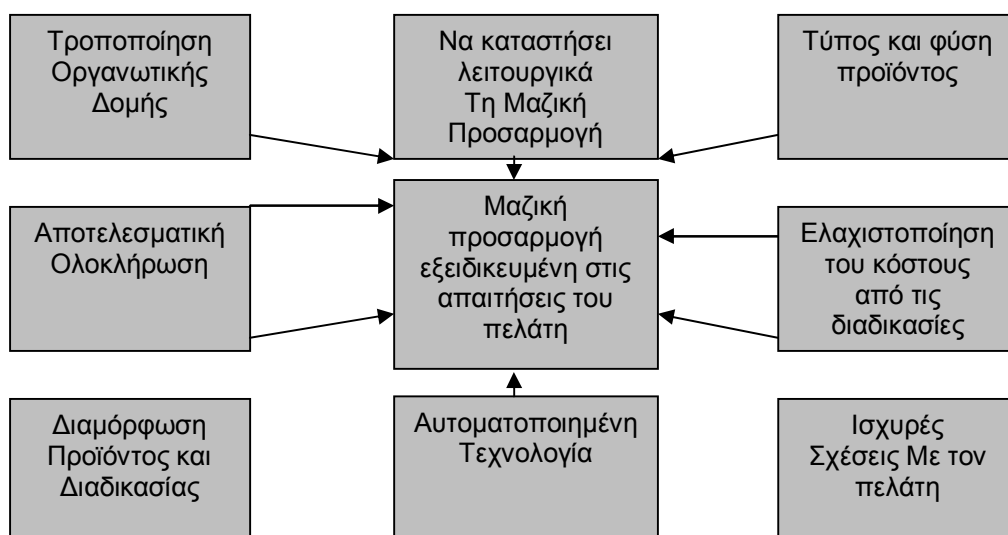 Τροποποίηση
Οργανωτικής
Δομής
Να καταστήσει
λειτουργικά
Τη Μαζική
Προσαρμογή
Τύπος και φύση
προϊόντος
Αποτελεσματική
Ολοκλήρωση
Μαζική
προσαρμογή
εξειδικευμένη στις
απαιτήσεις του
πελάτη
Ελαχιστοποίηση
του κόστους
από τις
διαδικασίες
Διαμόρφωση
Προϊόντος και
Διαδικασίας
Αυτοματοποιημένη
Τεχνολογία
Ισχυρές
Σχέσεις Με τον
πελάτη